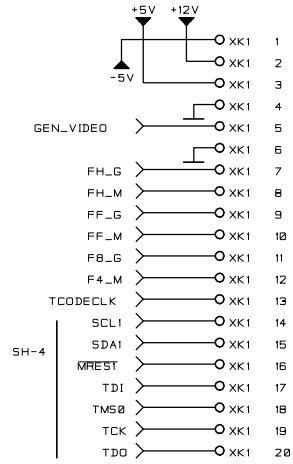 +5V +12V
XK1 1
XK1 2
-5V
XK1 3
XK1 4
GEN_VIDEO XK1 5
XK1 6
FH_G XK1 7
FH_M XK1 8
FF_G XK1 9
FF_M XK1 10
F8_G XK1 11
F4_M XK1 12
TCODECLK XK1 13
SCL1 XK1 14
SDA1 XK1 15
SH-4
MREST XK1 16
TDI XK1 17
TMS0 XK1 18
TCK XK1 19
TDO XK1 20